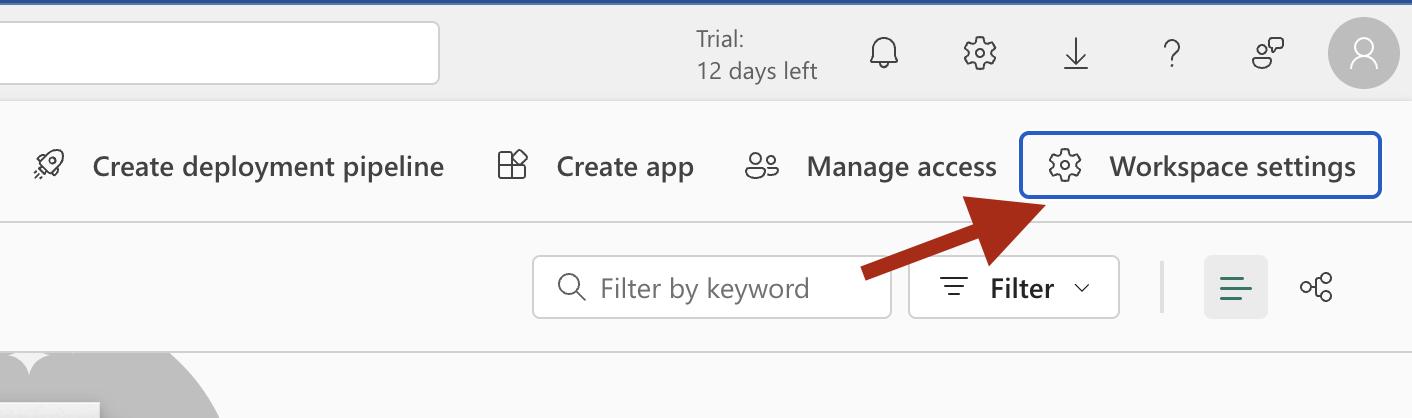 Trial:
12 days left
Create deployment pipeline
Create app
Manage access
Workspace settings
Filter by keyword
Filter